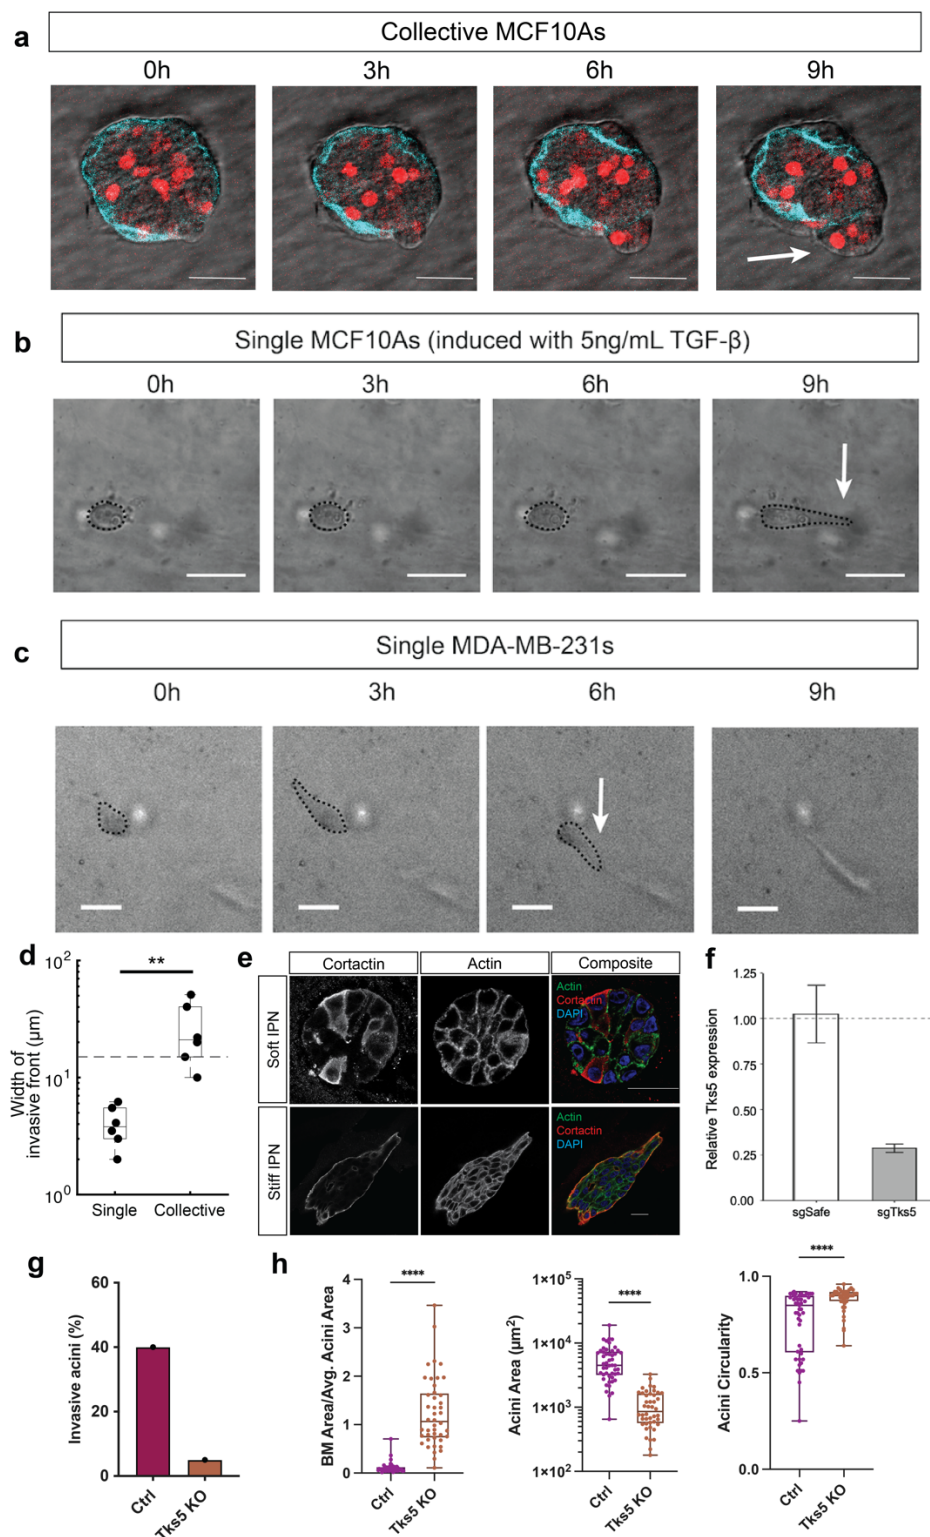 a
Collective MCF10As
0h 3h 6h 9h
b
Single MCF10As (induced with 5ng/mL TGF-β)
0h 3h 6h 9h
c
Single MDA-MB-231s
0h 3h 6h 9h
d
**
10²
10¹
10⁰
Width of
invasive front (μm)
Single Collective
e
Cortactin Actin Composite
Soft IPN
Actin
Cortactin
DAPI
Stiff IPN
Actin
Cortactin
DAPI
f
Relative Tks5 expression
1.25
1.00
0.75
0.50
0.25
0.00
sgSafe sgTks5
g
Invasive acini (%)
60
40
20
0
Ctrl Tks5 KO
h
BM Area/Avg. Acini Area
****
4
3
2
1
0
Ctrl Tks5 KO
Acini Area (μm²)
****
1×10⁵
1×10⁴
1×10³
1×10²
Ctrl Tks5 KO
Acini Circularity
****
1.0
0.5
0.0
Ctrl Tks5 KO